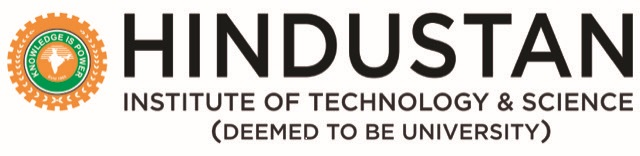 KNOWLEDGE IS POWER
HINDUSTAN
INSTITUTE OF TECHNOLOGY & SCIENCE
(DEEMED TO BE UNIVERSITY)